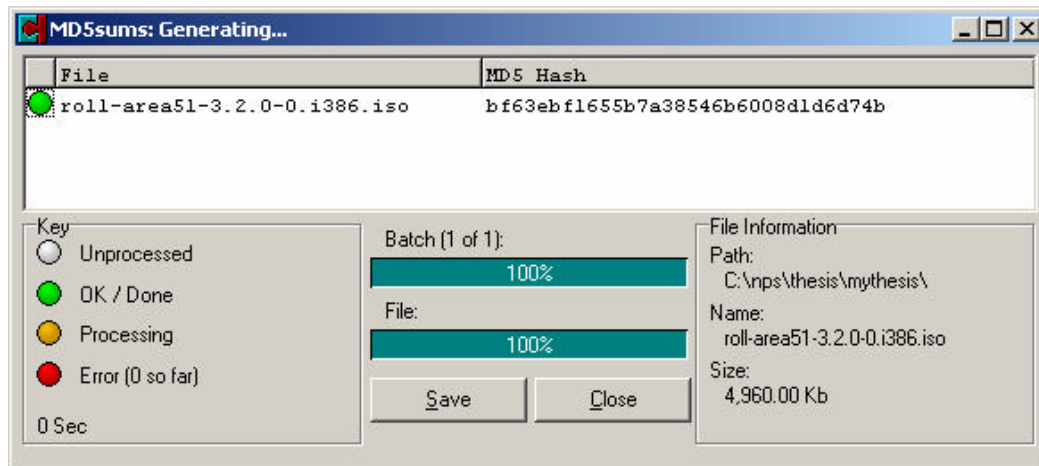 MD5sums: Generating...
File MD5 Hash
roll-area51-3.2.0-0.i386.iso bf63ebf1655b7a38546b6008d1d6d74b
Key
Unprocessed
OK / Done
Processing
Error (0 so far)
0 Sec
Batch (1 of 1):
100%
File:
100%
Save Close
File Information
Path:
C:\nps\thesis\mythesis\
Name:
roll-area51-3.2.0-0.i386.iso
Size:
4,960.00 Kb